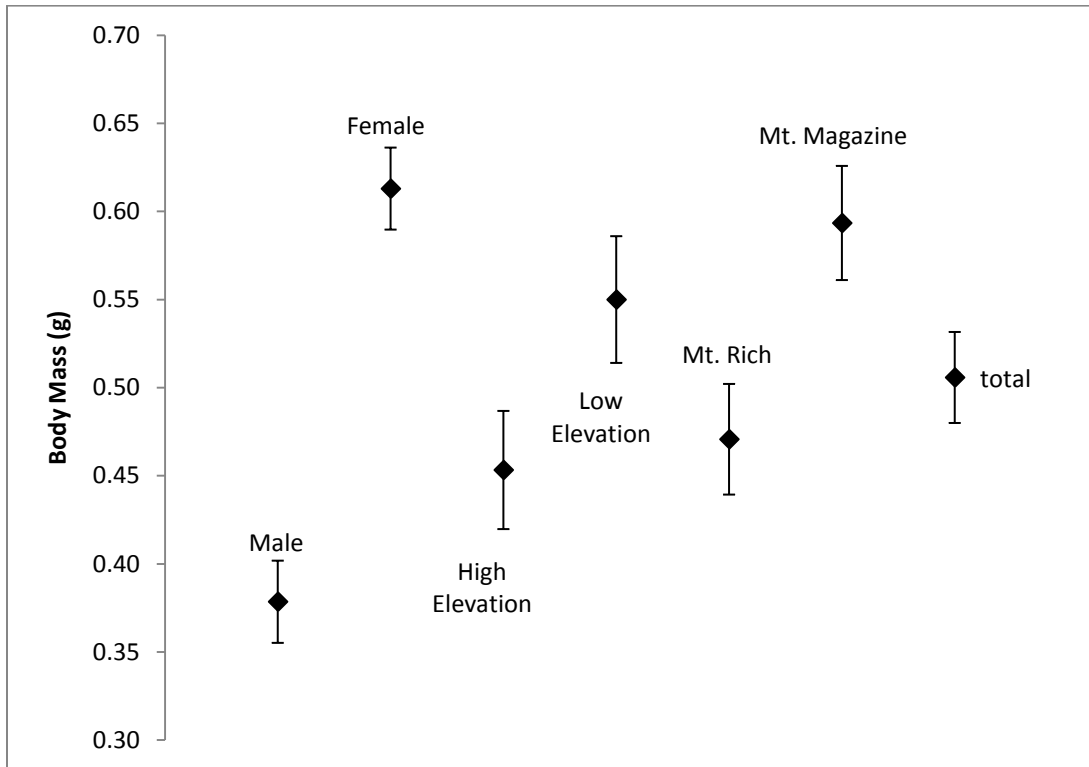 0.70
0.65
0.60
0.55
0.50
0.45
0.40
0.35
0.30
Body Mass (g)
Male
Female
High
Elevation
Low
Elevation
Mt. Rich
Mt. Magazine
total